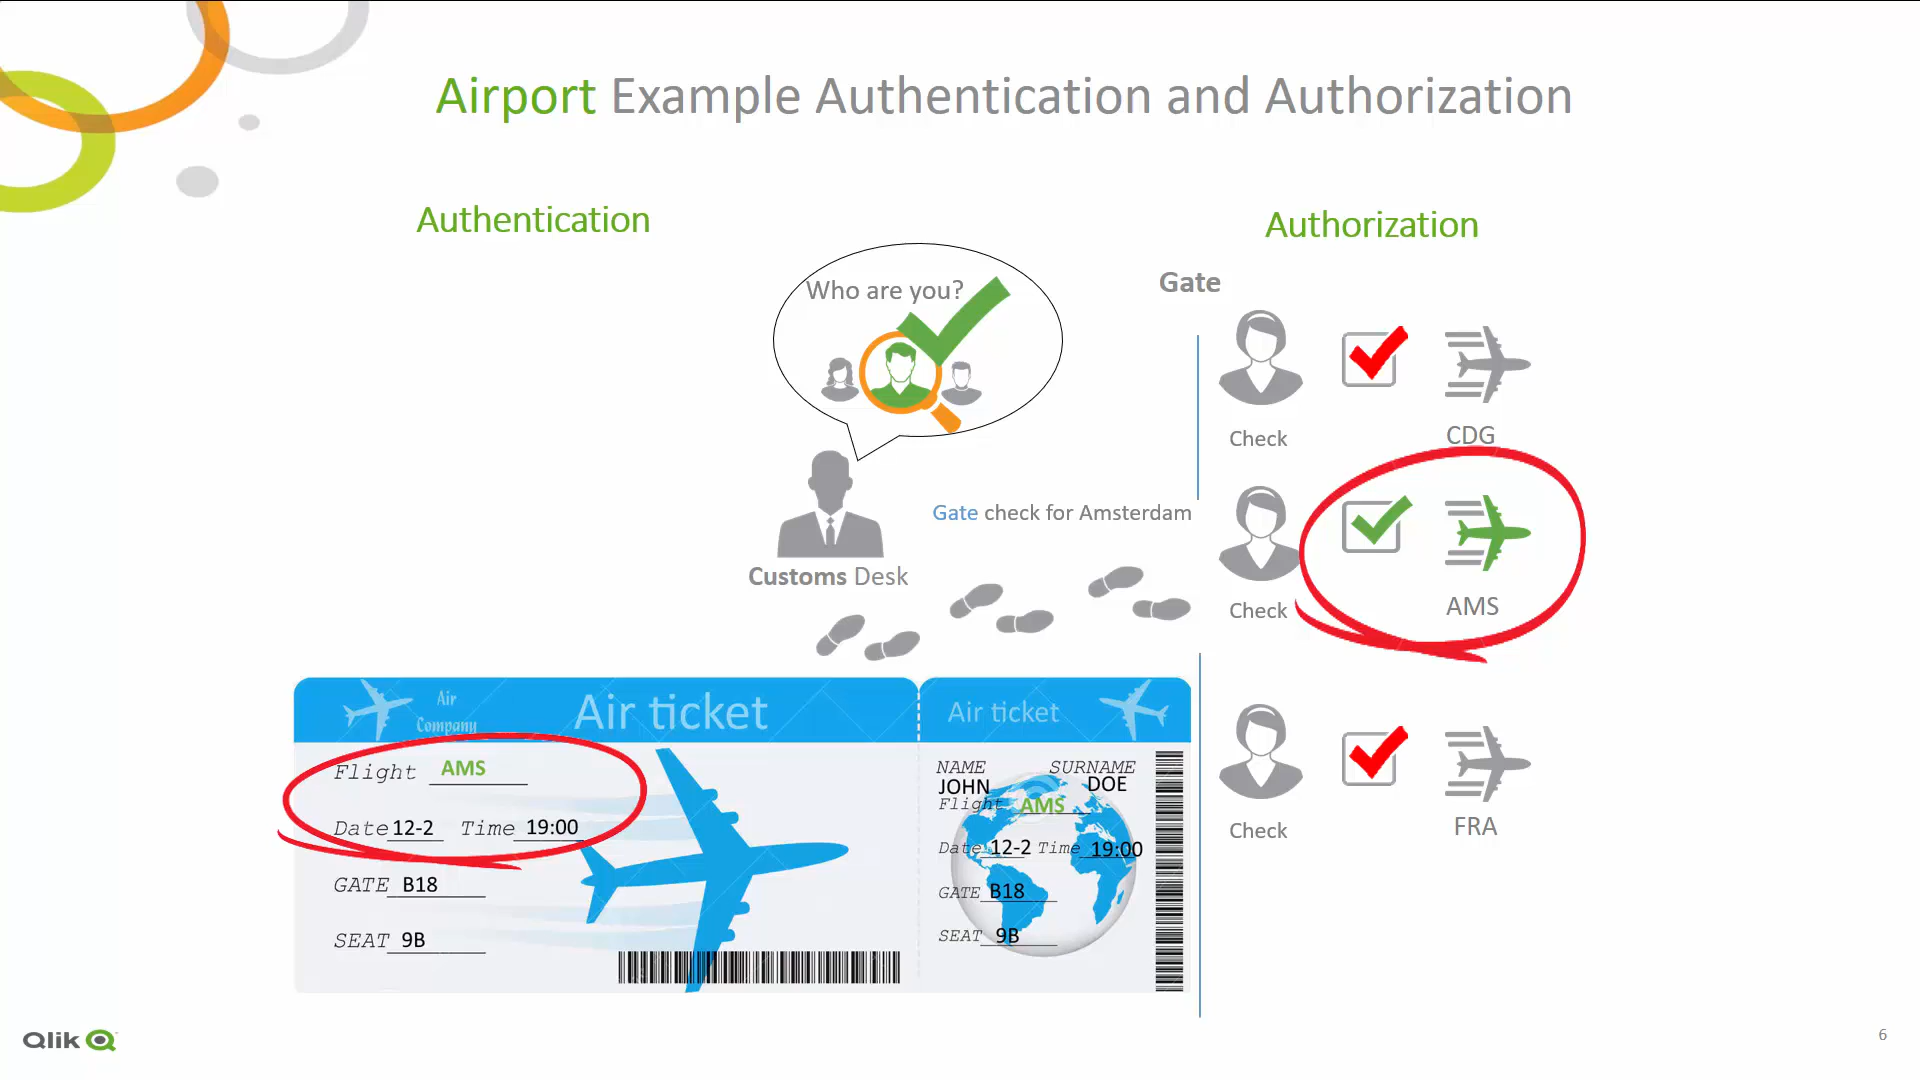 Airport Example Authentication and Authorization
Authentication
Authorization
Who are you?
Gate
Check
CDG
Gate check for Amsterdam
Customs Desk
Check
AMS
Check
FRA
Air
Company
Air ticket
Flight AMS
Date 12-2 Time 19:00
GATE B18
SEAT 9B
Air ticket
NAME SURNAME
JOHN DOE
Flight AMS
Date 12-2 Time 19:00
GATE B18
SEAT 9B
Qlik
6